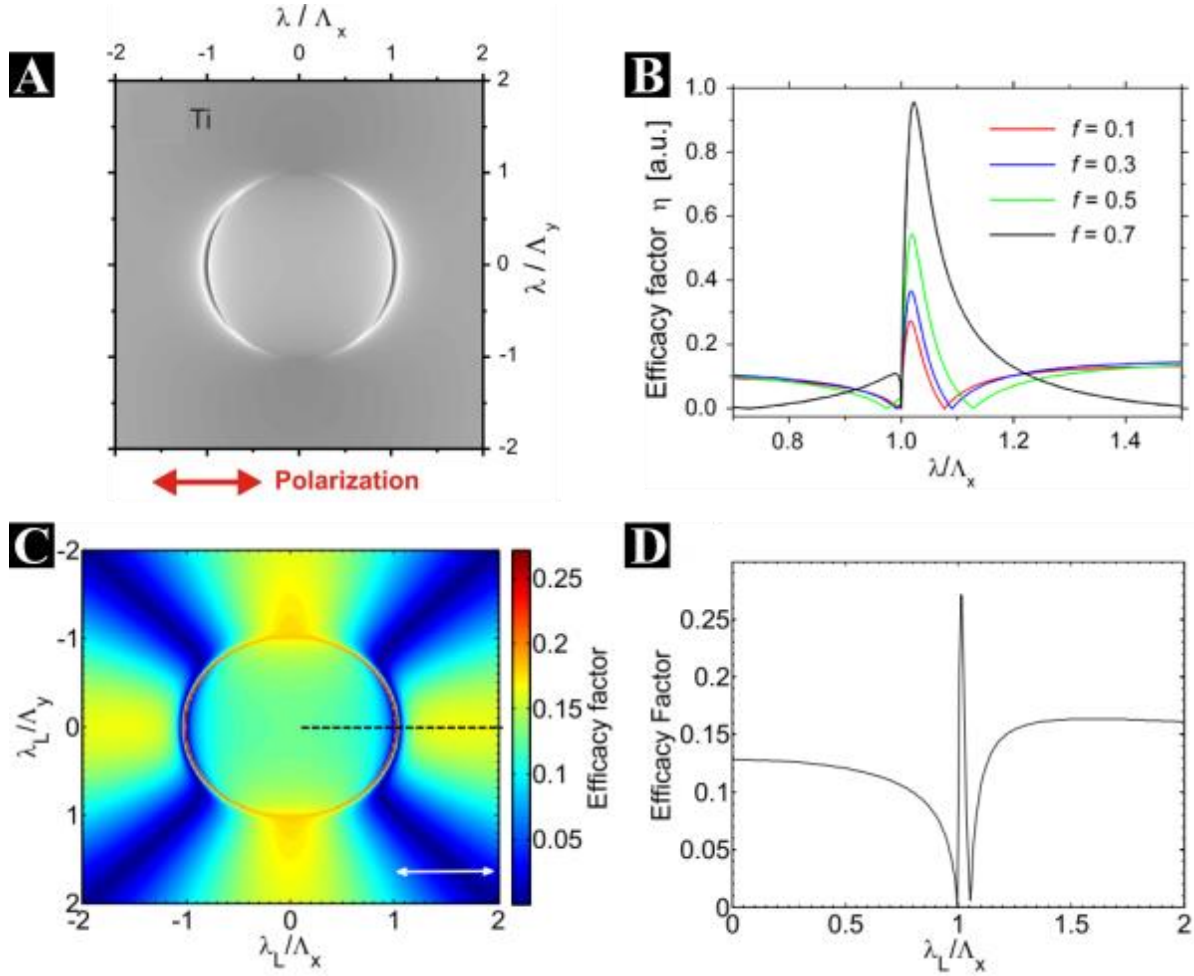 A
λ / Λx
-2 -1 0 1 2
Ti
2
1
0
-1
-2
λ / Λy
Polarization
B
Efficacy factor η [a.u.]
1.0
0.8
0.6
0.4
0.2
0.0
f = 0.1
f = 0.3
f = 0.5
f = 0.7
0.8 1.0 1.2 1.4
λ/Λx
C
λL/Λy
-2
-1
0
1
2
-2 -1 0 1 2
λL/Λx
0.25
0.2
0.15
0.1
0.05
Efficacy factor
D
Efficacy Factor
0.25
0.2
0.15
0.1
0.05
0
0 0.5 1 1.5 2
λL/Λx